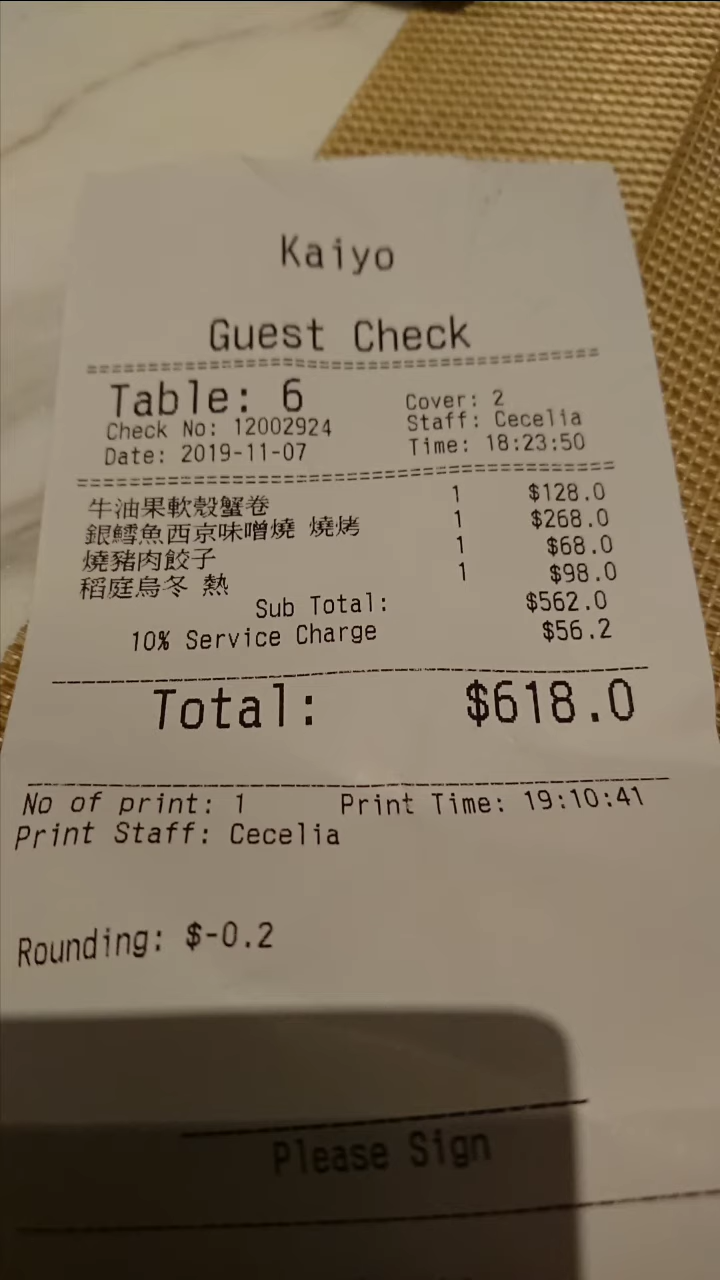 Kaiyo
Guest Check
Table: 6
Cover: 2
Check No: 12002924
Staff: Cecelia
Date: 2019-11-07
Time: 18:23:50
牛油果軟殼蟹卷 1 $128.0
銀鱈魚西京味噌燒 燒烤 1 $268.0
燒豬肉餃子 1 $68.0
稻庭烏冬 熱 1 $98.0
Sub Total: $562.0
10% Service Charge $56.2
Total: $618.0
No of print: 1 Print Time: 19:10:41
Print Staff: Cecelia
Rounding: $-0.2
Please Sign